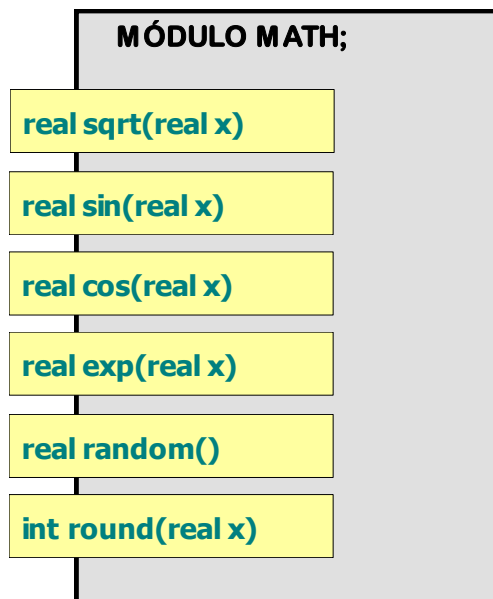 MÓDULO MATH;
real sqrt(real x)
real sin(real x)
real cos(real x)
real exp(real x)
real random()
int round(real x)